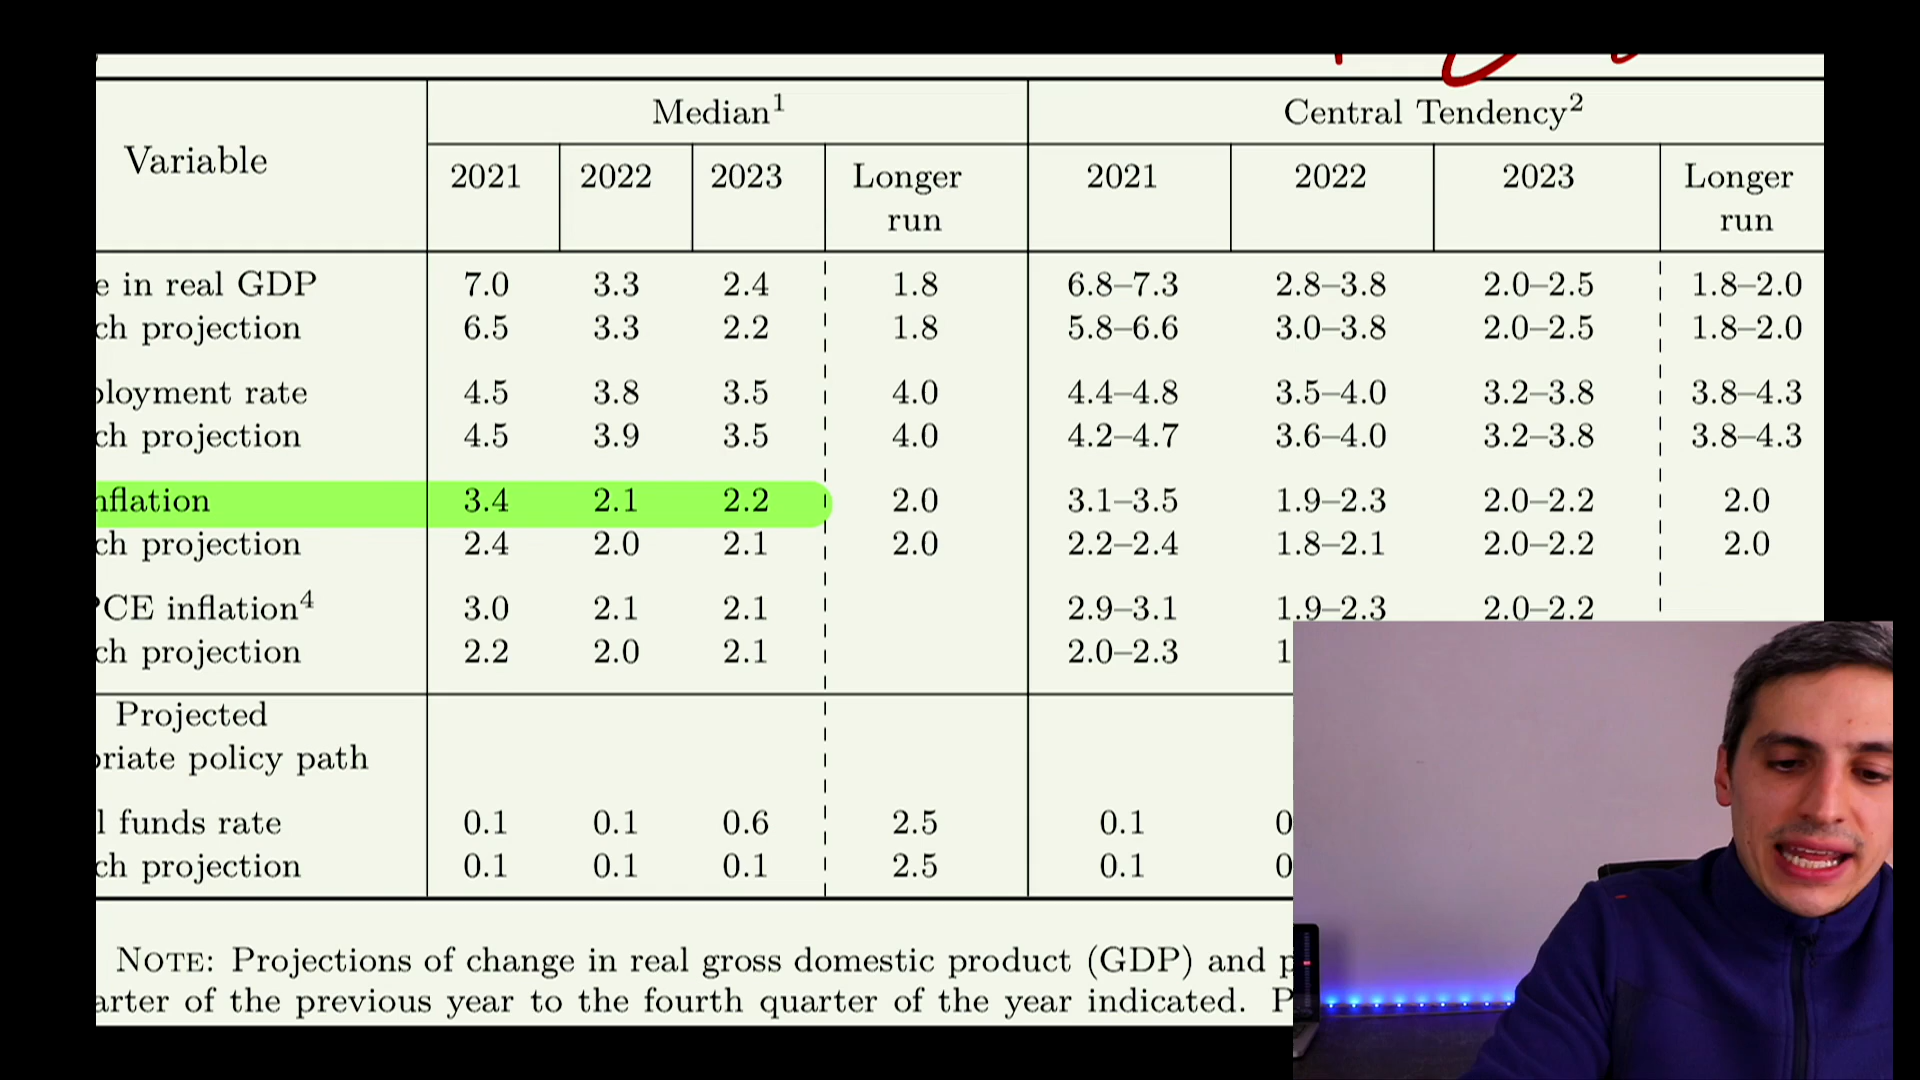 Median¹ Central Tendency²
Variable 2021 2022 2023 Longer run 2021 2022 2023 Longer run
e in real GDP 7.0 3.3 2.4 1.8 6.8–7.3 2.8–3.8 2.0–2.5 1.8–2.0
ch projection 6.5 3.3 2.2 1.8 5.8–6.6 3.0–3.8 2.0–2.5 1.8–2.0
ployment rate 4.5 3.8 3.5 4.0 4.4–4.8 3.5–4.0 3.2–3.8 3.8–4.3
ch projection 4.5 3.9 3.5 4.0 4.2–4.7 3.6–4.0 3.2–3.8 3.8–4.3
nflation 3.4 2.1 2.2 2.0 3.1–3.5 1.9–2.3 2.0–2.2 2.0
ch projection 2.4 2.0 2.1 2.0 2.2–2.4 1.8–2.1 2.0–2.2 2.0
PCE inflation⁴ 3.0 2.1 2.1 2.9–3.1 1.9–2.3 2.0–2.2
ch projection 2.2 2.0 2.1 2.0–2.3 1
Projected
priate policy path
l funds rate 0.1 0.1 0.6 2.5 0.1 0
ch projection 0.1 0.1 0.1 2.5 0.1 0
NOTE: Projections of change in real gross domestic product (GDP) and p
arter of the previous year to the fourth quarter of the year indicated. P